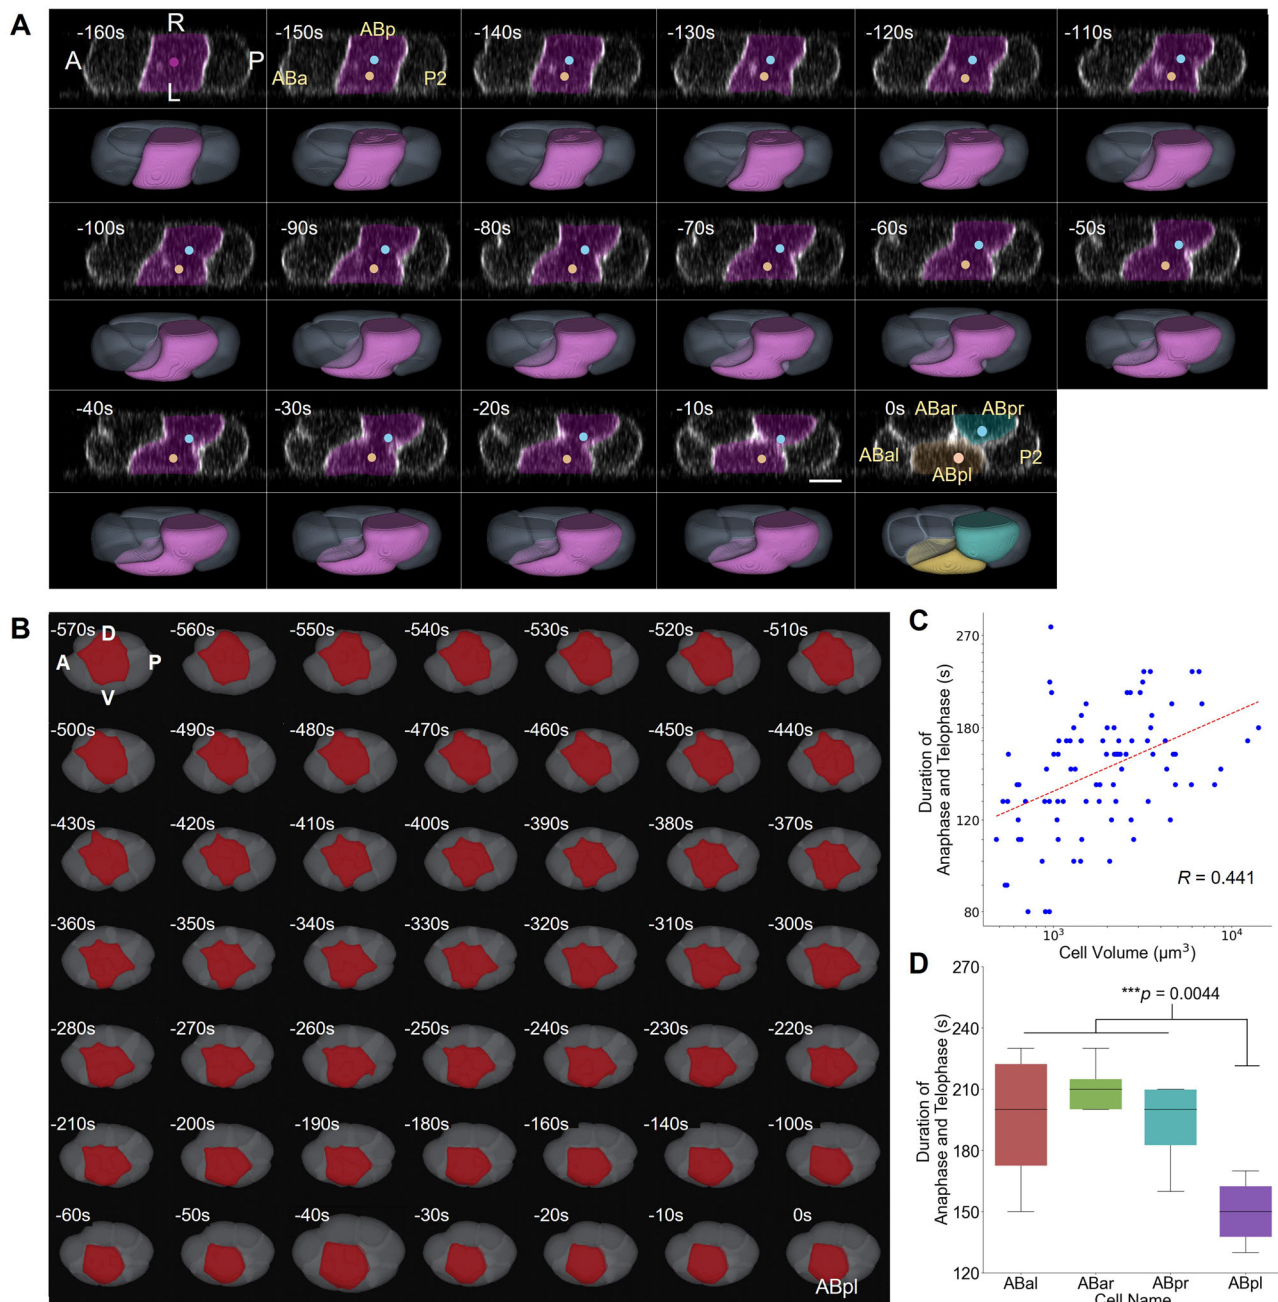 A
-160s
R
-150s
ABp
-140s
-130s
-120s
-110s
A
P
ABa
P2
L
-100s
-90s
-80s
-70s
-60s
-50s
-40s
-30s
-20s
-10s
0s
ABar
ABpr
ABal
P2
ABpl
B
-570s
D
-560s
-550s
-540s
-530s
-520s
-510s
A
P
V
-500s
-490s
-480s
-470s
-460s
-450s
-440s
-430s
-420s
-410s
-400s
-390s
-380s
-370s
-360s
-350s
-340s
-330s
-320s
-310s
-300s
-280s
-270s
-260s
-250s
-240s
-230s
-220s
-210s
-200s
-190s
-180s
-160s
-140s
-100s
-60s
-50s
-40s
-30s
-20s
-10s
0s
ABpl
C
Duration of
Anaphase and Telophase (s)
270
180
120
80
R = 0.441
10³
10⁴
Cell Volume (μm³)
D
Duration of
Anaphase and Telophase (s)
270
240
210
180
150
120
***p = 0.0044
ABal
ABar
ABpr
ABpl
Cell Name